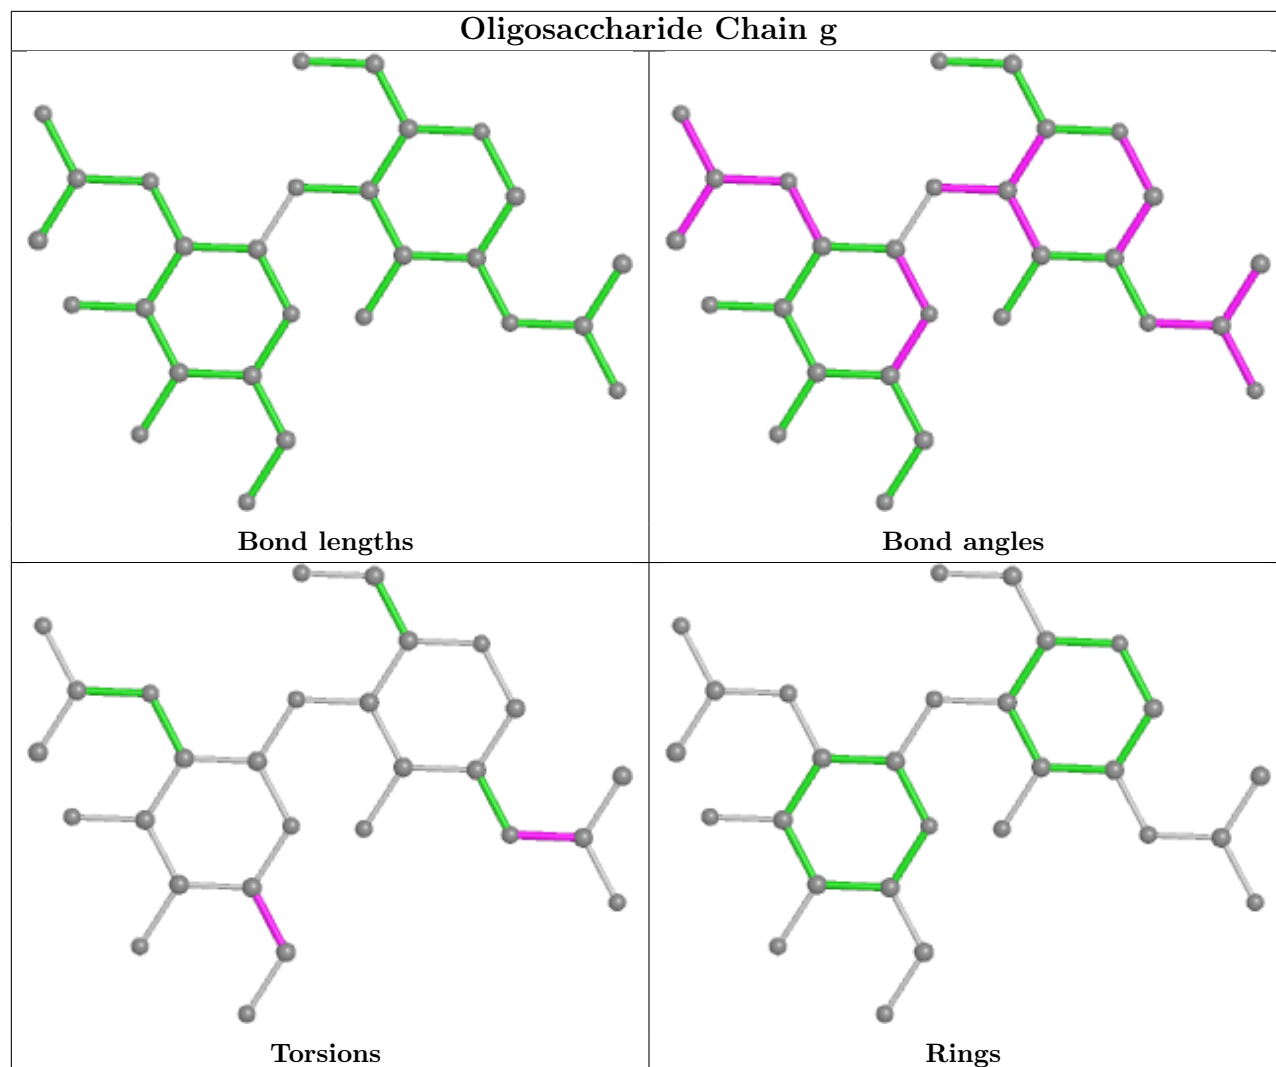 Oligosaccharide Chain g
Bond lengths
Bond angles
Torsions
Rings